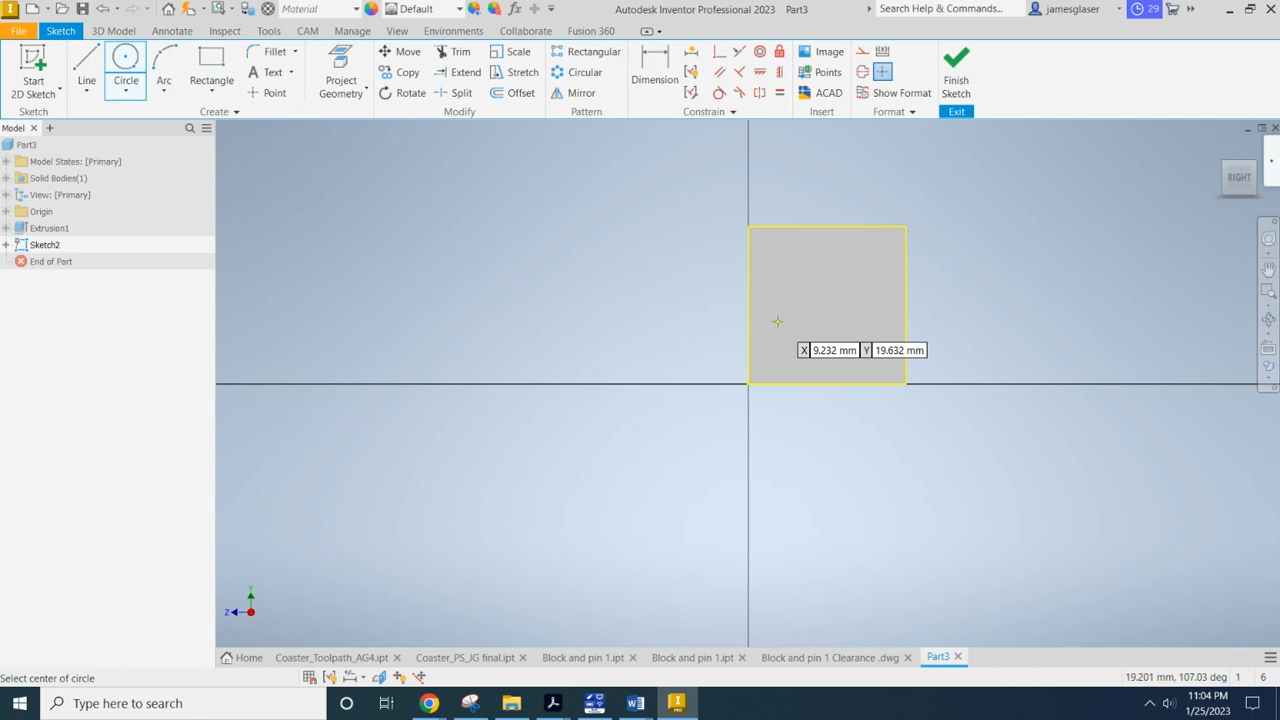 PRO Material Default fx Autodesk Inventor Professional 2023 Part3 Search Help & Commands... jamesglaser 29
File Sketch 3D Model Annotate Inspect Tools CAM Manage View Environments Collaborate Fusion 360
Start 2D Sketch Line Circle Arc Rectangle Fillet Text Point Project Geometry Move Copy Rotate Trim Extend Split Scale Stretch Offset Rectangular Circular Mirror Dimension Image Points ACAD Show Format Finish Sketch
Sketch Create Modify Pattern Constrain Insert Format Exit
Model
Part3
Model States: [Primary]
Solid Bodies(1)
View: [Primary]
Origin
Extrusion1
Sketch2
End of Part
RIGHT
X 9.232 mm Y 19.632 mm
Y
Z
Home Coaster_Toolpath_AG4.ipt Coaster_PS_JG final.ipt Block and pin 1.ipt Block and pin 1.ipt Block and pin 1 Clearance .dwg Part3
Select center of circle 19.201 mm, 107.03 deg 1 6
Type here to search 11:04 PM
1/25/2023